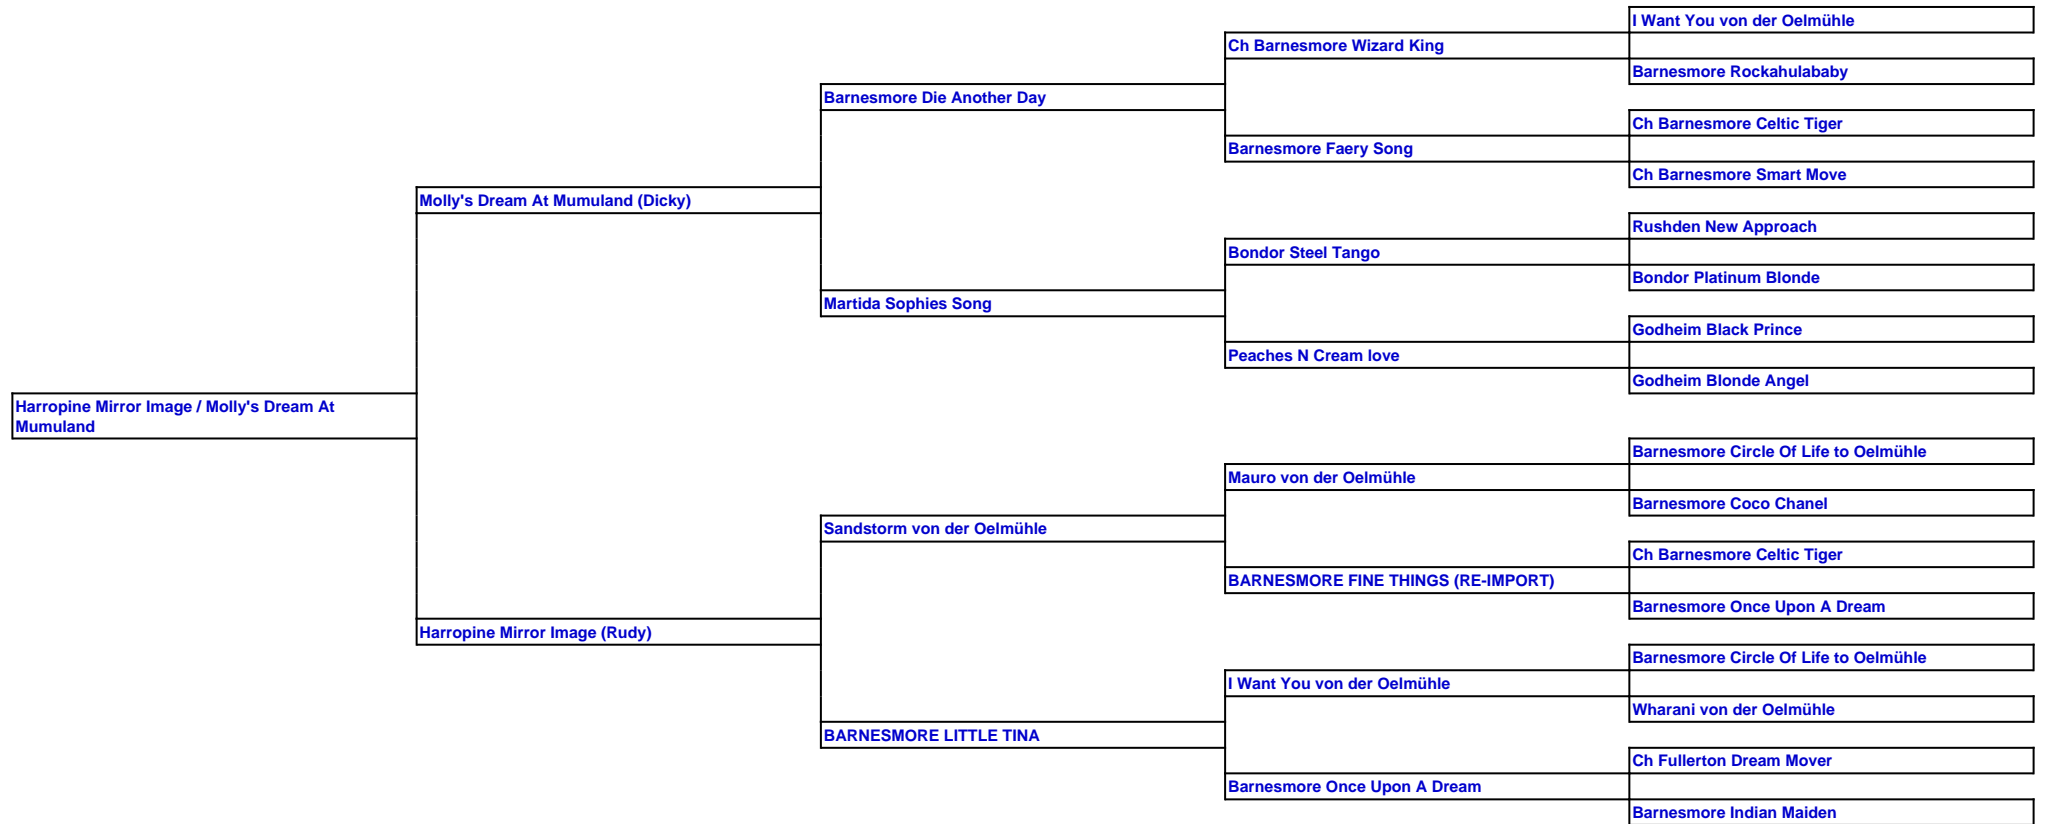 I Want You von der Oelmühle
Ch Barnesmore Wizard King
Barnesmore Rockahulababy
Barnesmore Die Another Day
Ch Barnesmore Celtic Tiger
Barnesmore Faery Song
Ch Barnesmore Smart Move
Molly's Dream At Mumuland (Dicky)
Rushden New Approach
Bondor Steel Tango
Bondor Platinum Blonde
Martida Sophies Song
Godheim Black Prince
Peaches N Cream love
Godheim Blonde Angel
Harropine Mirror Image / Molly's Dream At
Mumuland
Barnesmore Circle Of Life to Oelmühle
Mauro von der Oelmühle
Barnesmore Coco Chanel
Sandstorm von der Oelmühle
Ch Barnesmore Celtic Tiger
BARNESMORE FINE THINGS (RE-IMPORT)
Barnesmore Once Upon A Dream
Harropine Mirror Image (Rudy)
Barnesmore Circle Of Life to Oelmühle
I Want You von der Oelmühle
Wharani von der Oelmühle
BARNESMORE LITTLE TINA
Ch Fullerton Dream Mover
Barnesmore Once Upon A Dream
Barnesmore Indian Maiden